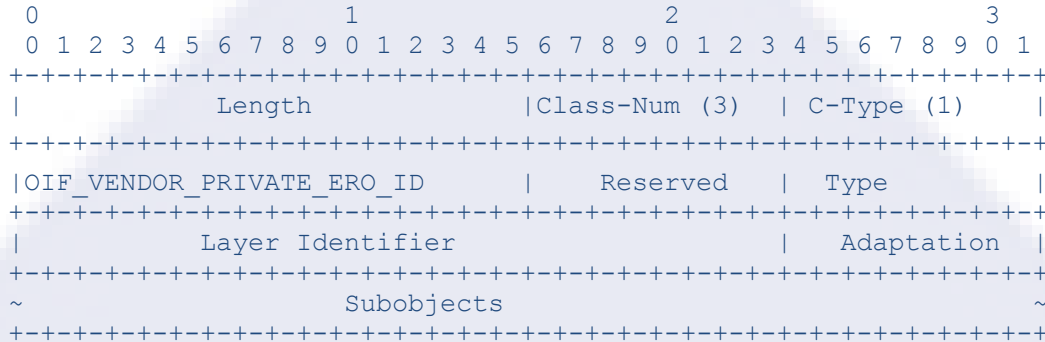 0                   1                   2                   3
 0 1 2 3 4 5 6 7 8 9 0 1 2 3 4 5 6 7 8 9 0 1 2 3 4 5 6 7 8 9 0 1
+-+-+-+-+-+-+-+-+-+-+-+-+-+-+-+-+-+-+-+-+-+-+-+-+-+-+-+-+-+-+-+-+
|            Length             |Class-Num (3)  | C-Type (1)    |
+-+-+-+-+-+-+-+-+-+-+-+-+-+-+-+-+-+-+-+-+-+-+-+-+-+-+-+-+-+-+-+-+
|OIF_VENDOR_PRIVATE_ERO_ID      |    Reserved   |  Type         |
+-+-+-+-+-+-+-+-+-+-+-+-+-+-+-+-+-+-+-+-+-+-+-+-+-+-+-+-+-+-+-+-+
|           Layer Identifier                    |   Adaptation  |
+-+-+-+-+-+-+-+-+-+-+-+-+-+-+-+-+-+-+-+-+-+-+-+-+-+-+-+-+-+-+-+-+
~                    Subobjects                                 ~
+-+-+-+-+-+-+-+-+-+-+-+-+-+-+-+-+-+-+-+-+-+-+-+-+-+-+-+-+-+-+-+-+